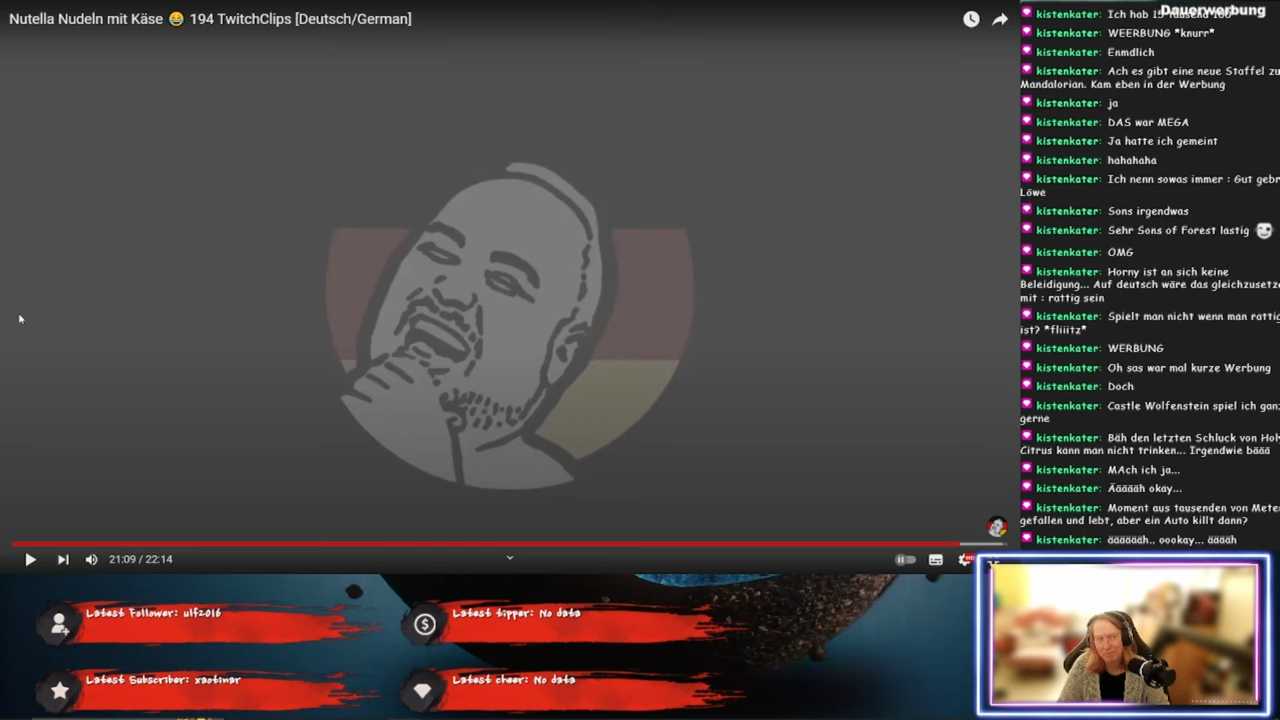 Nutella Nudeln mit Käse 😂 194 TwitchClips [Deutsch/German]
21:09 / 22:14
Dauerwerbung
kistenkater: Ich hab
kistenkater: WEERBUNG *knurr*
kistenkater: Enmdlich
kistenkater: Ach es gibt eine neue Staffel zu
Mandalorian. Kam eben in der Werbung
kistenkater: ja
kistenkater: DAS war MEGA
kistenkater: Ja hatte ich gemeint
kistenkater: hahahaha
kistenkater: Ich nenn sowas immer : Gut gebr
Löwe
kistenkater: Sons irgendwas
kistenkater: Sehr Sons of Forest lastig
kistenkater: OMG
kistenkater: Horny ist an sich keine
Beleidigung... Auf deutsch wäre das gleichzusetze
mit : rattig sein
kistenkater: Spielt man nicht wenn man rattig
ist? *fliiitz*
kistenkater: WERBUNG
kistenkater: Oh sas war mal kurze Werbung
kistenkater: Doch
kistenkater: Castle Wolfenstein spiel ich gan
gerne
kistenkater: Bäh den letzten Schluck von Hol
Citrus kann man nicht trinken... Irgendwie bäää
kistenkater: MAch ich ja...
kistenkater: Äääääh okay...
kistenkater: Moment aus tausenden von Mete
gefallen und lebt, aber ein Auto killt dann?
kistenkater: ääääääh.. oookay... ääääh
Latest Follower: ulf2016
Latest tipper: No data
Latest Subscriber: xaotinar
Latest cheer: No data